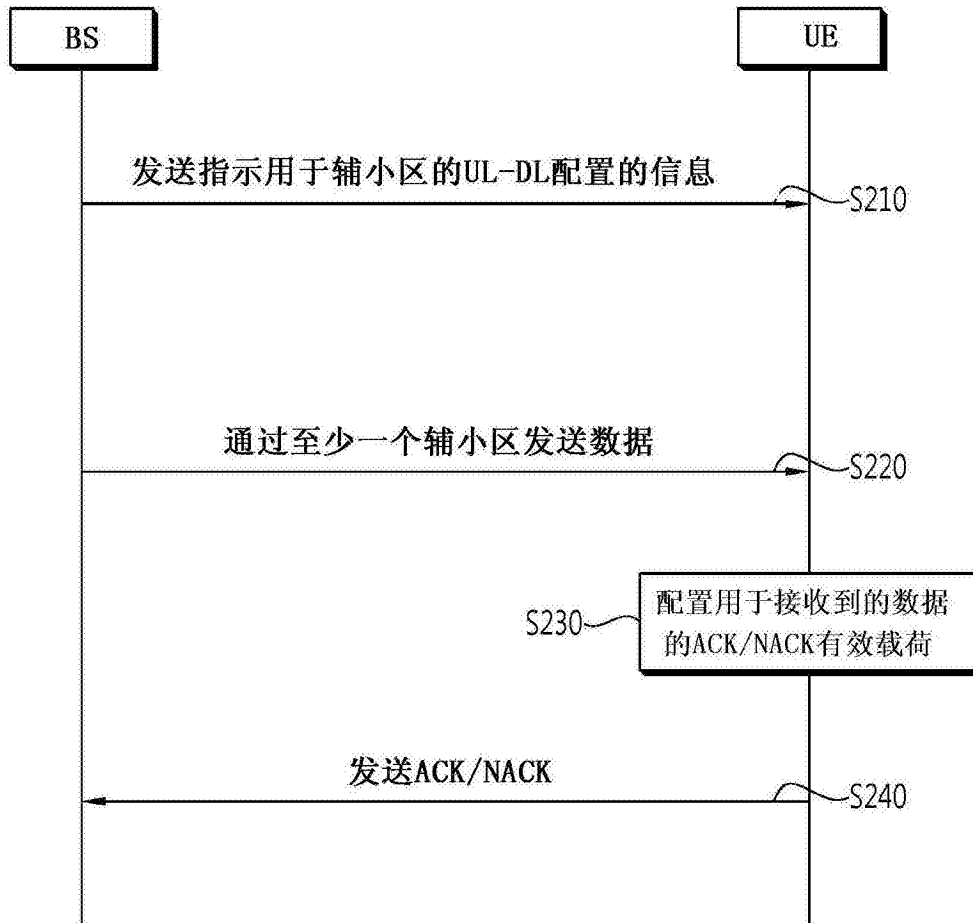 BS
UE
发送指示用于辅小区的UL-DL配置的信息
S210
通过至少一个辅小区发送数据
S220
S230
配置用于接收到的数据
的ACK/NACK有效载荷
发送ACK/NACK
S240